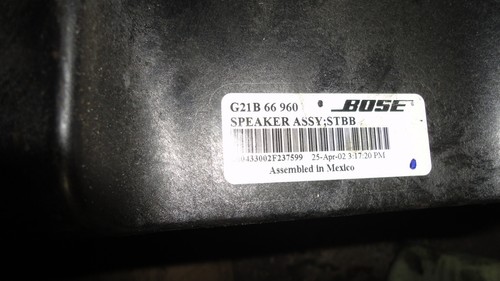 G21B 66 960 BOSE
SPEAKER ASSY;STBB
25-Apr-02 3:17:20 PM
Assembled in Mexico